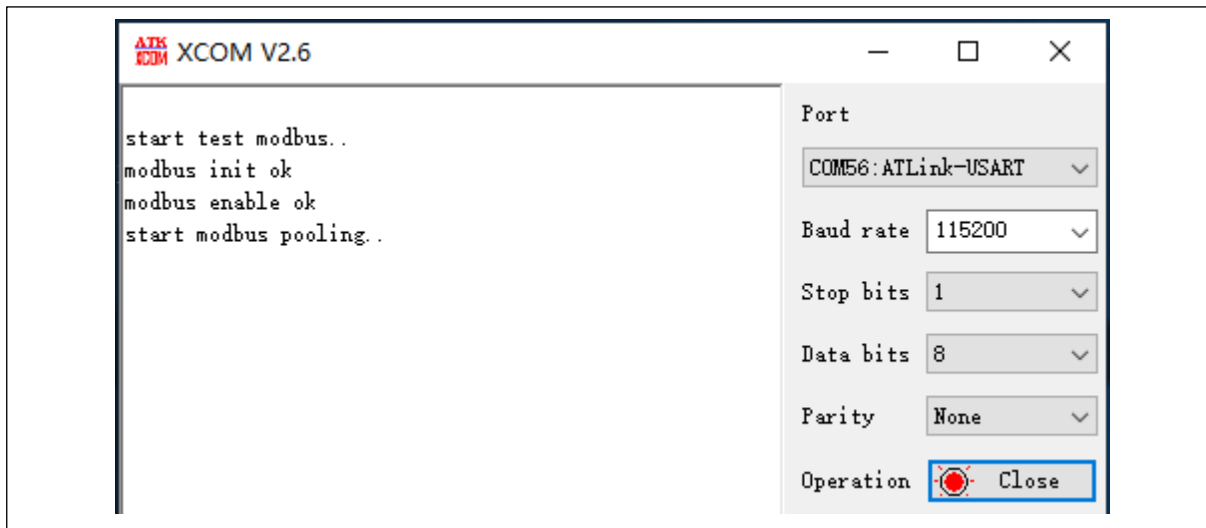 ATK
XCOM
XCOM V2.6
start test modbus..
modbus init ok
modbus enable ok
start modbus pooling..
Port
COM56:ATLink-USART
Baud rate 115200
Stop bits 1
Data bits 8
Parity None
Operation Close